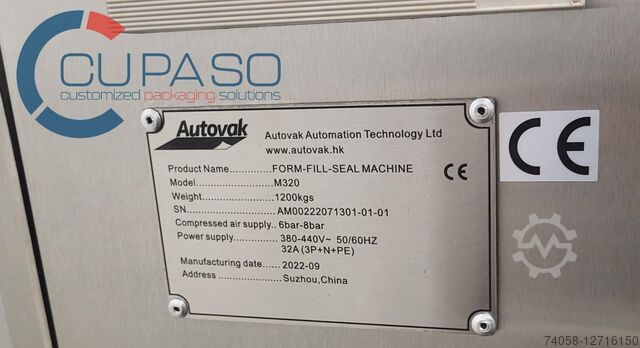 CUPASO
customized packaging solutions
Autovak
Autovak Automation Technology Ltd
www.autovak.hk
Product Name............FORM-FILL-SEAL MACHINE
CE
CE
Model......................M320
Weight....................1200kgs
SN..........................AM00222071301-01-01
Compressed air supply..6bar-8bar
Power supply............380-440V~ 50/60HZ
32A (3P+N+PE)
Manufacturing date.....2022-09
Address ..................Suzhou,China
74058-12716150